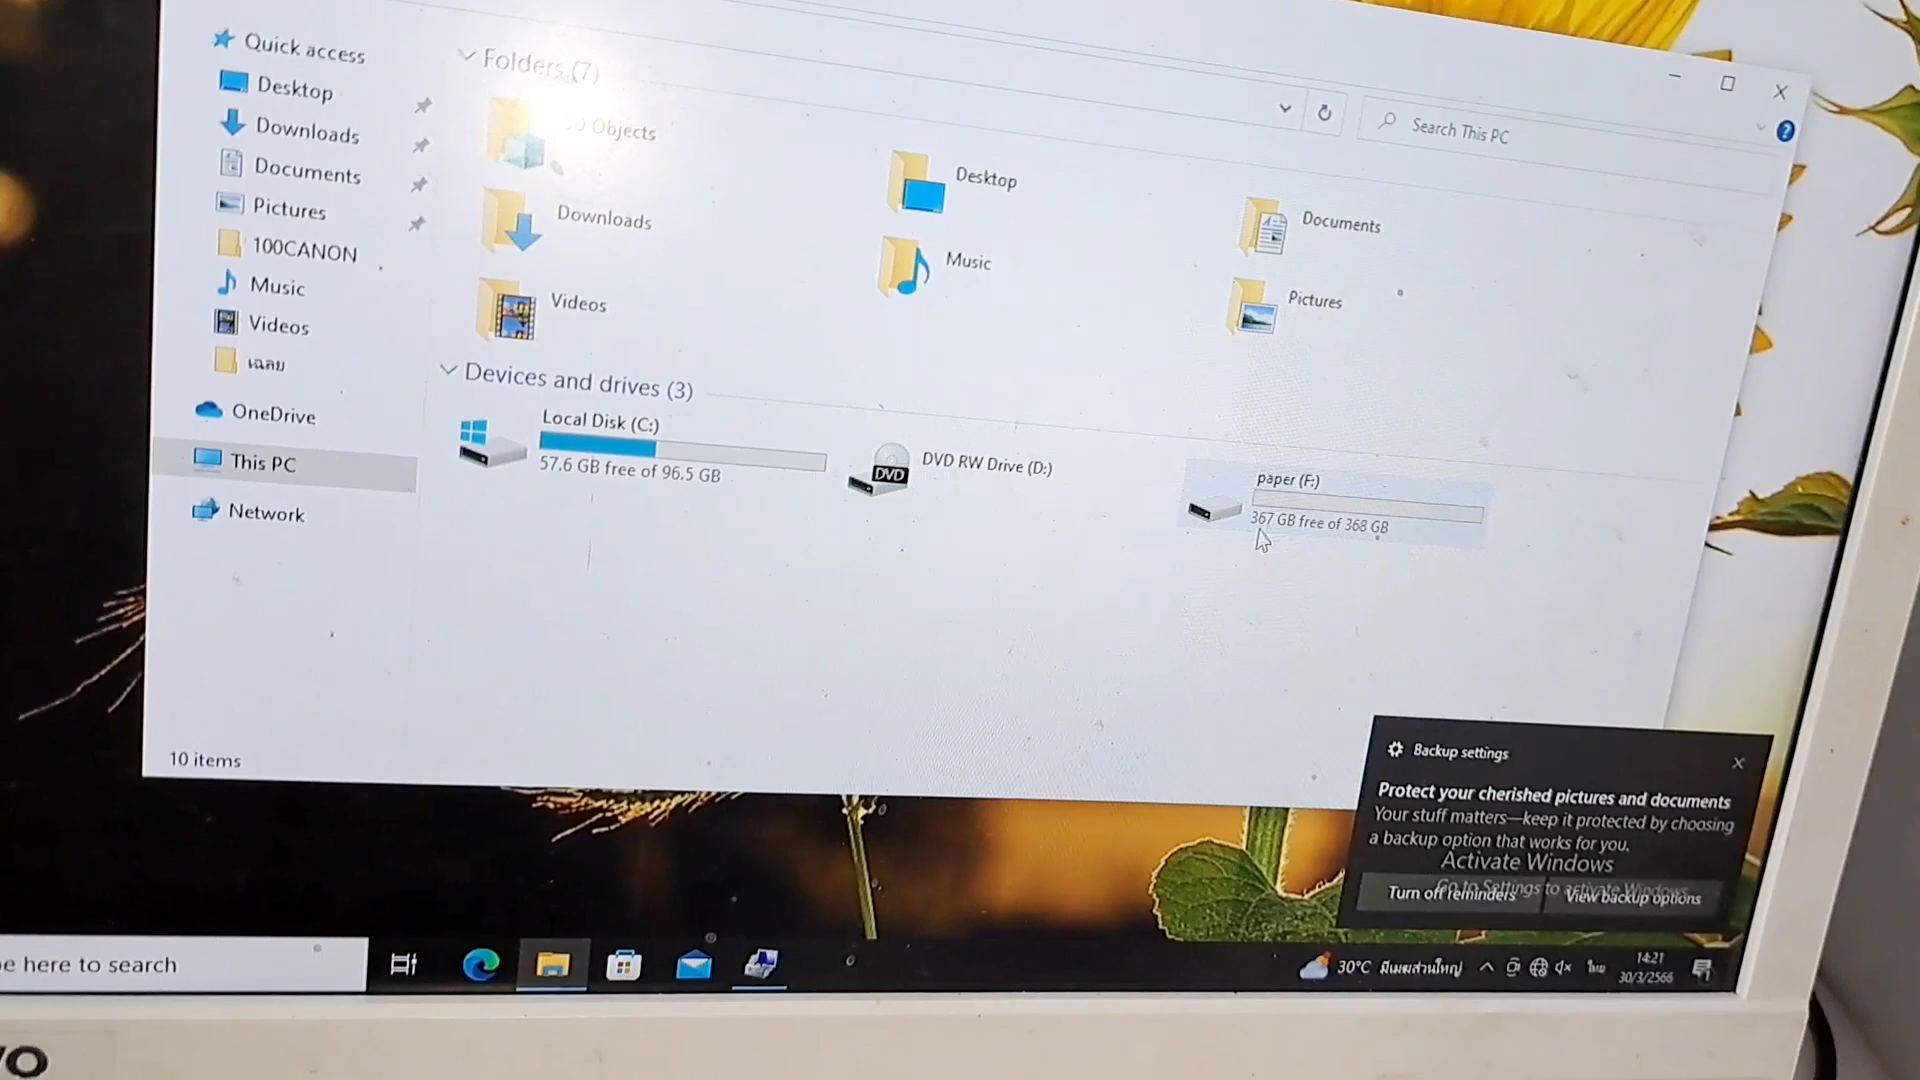 Quick access
Desktop
Downloads
Documents
Pictures
100CANON
Music
Videos
เฉลย
OneDrive
This PC
Network
10 items
Folders (7)
3D Objects
Desktop
Documents
Downloads
Music
Pictures
Videos
Search This PC
Devices and drives (3)
Local Disk (C:)
57.6 GB free of 96.5 GB
DVD RW Drive (D:)
DVD
paper (F:)
367 GB free of 368 GB
Backup settings
Protect your cherished pictures and documents
Your stuff matters—keep it protected by choosing
a backup option that works for you.
Activate Windows
Go to Settings to activate Windows.
Turn off reminders
View backup options
e here to search
30°C มีเมฆส่วนใหญ่
ไทย
14:21
30/3/2566
VO